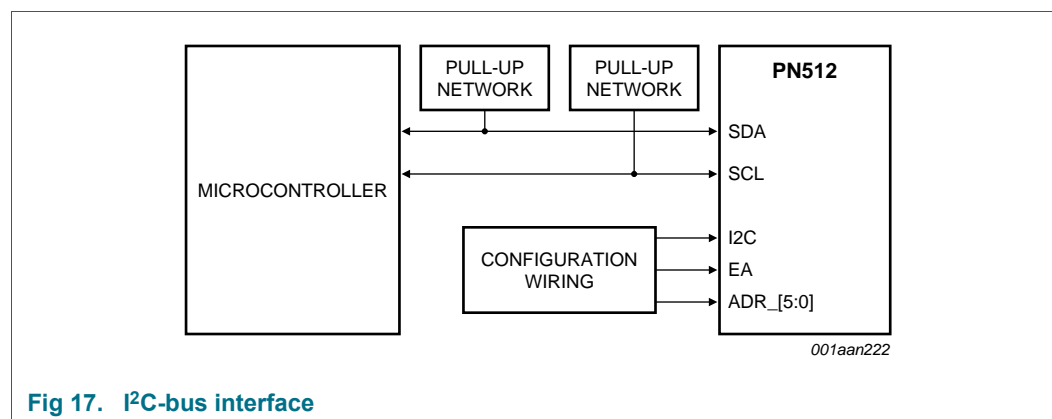 PULL-UP
NETWORK
PULL-UP
NETWORK
PN512
SDA
SCL
MICROCONTROLLER
I2C
CONFIGURATION
WIRING
EA
ADR_[5:0]
001aan222
Fig 17. I²C-bus interface